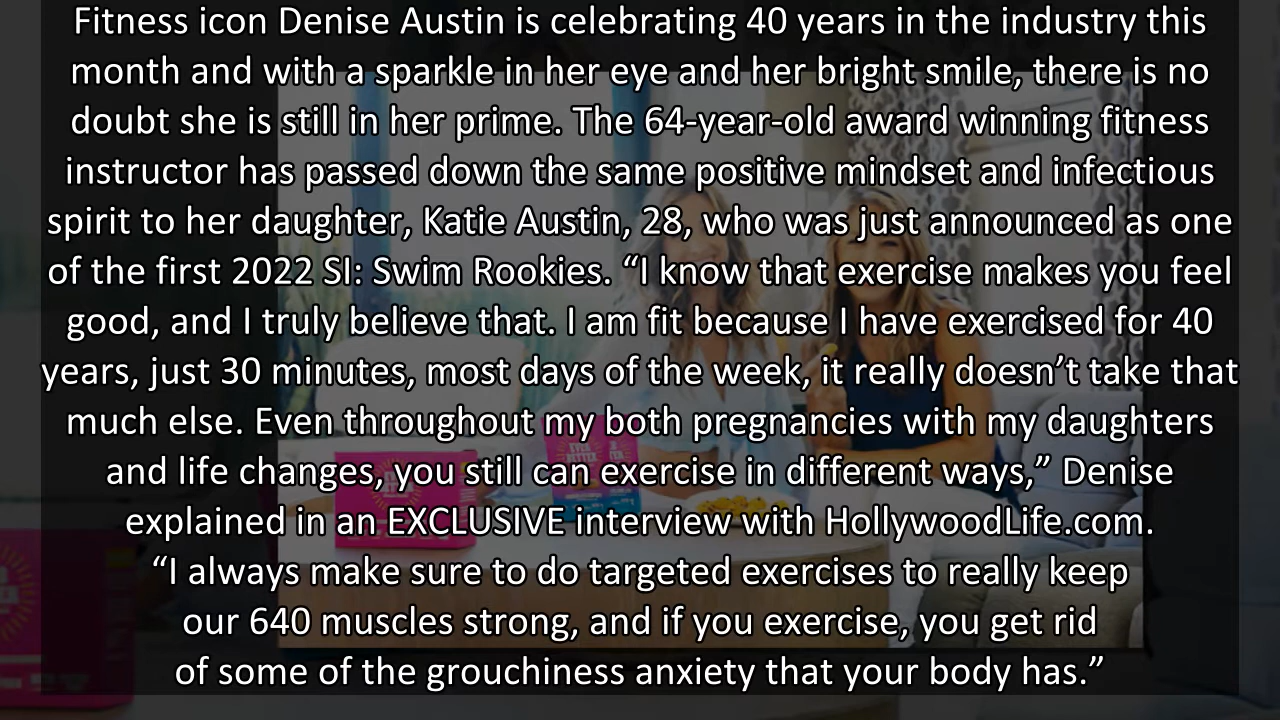 Fitness icon Denise Austin is celebrating 40 years in the industry this
month and with a sparkle in her eye and her bright smile, there is no
doubt she is still in her prime. The 64-year-old award winning fitness
instructor has passed down the same positive mindset and infectious
spirit to her daughter, Katie Austin, 28, who was just announced as one
of the first 2022 SI: Swim Rookies. “I know that exercise makes you feel
good, and I truly believe that. I am fit because I have exercised for 40
years, just 30 minutes, most days of the week, it really doesn’t take that
much else. Even throughout my both pregnancies with my daughters
and life changes, you still can exercise in different ways,” Denise
explained in an EXCLUSIVE interview with HollywoodLife.com.
“I always make sure to do targeted exercises to really keep
our 640 muscles strong, and if you exercise, you get rid
of some of the grouchiness anxiety that your body has.”